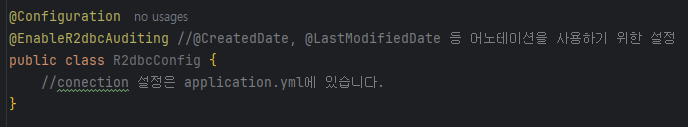 @Configuration no usages
@EnableR2dbcAuditing //@CreatedDate, @LastModifiedDate 등 어노테이션을 사용하기 위한 설정
public class R2dbcConfig {
//conection 설정은 application.yml에 있습니다.
}